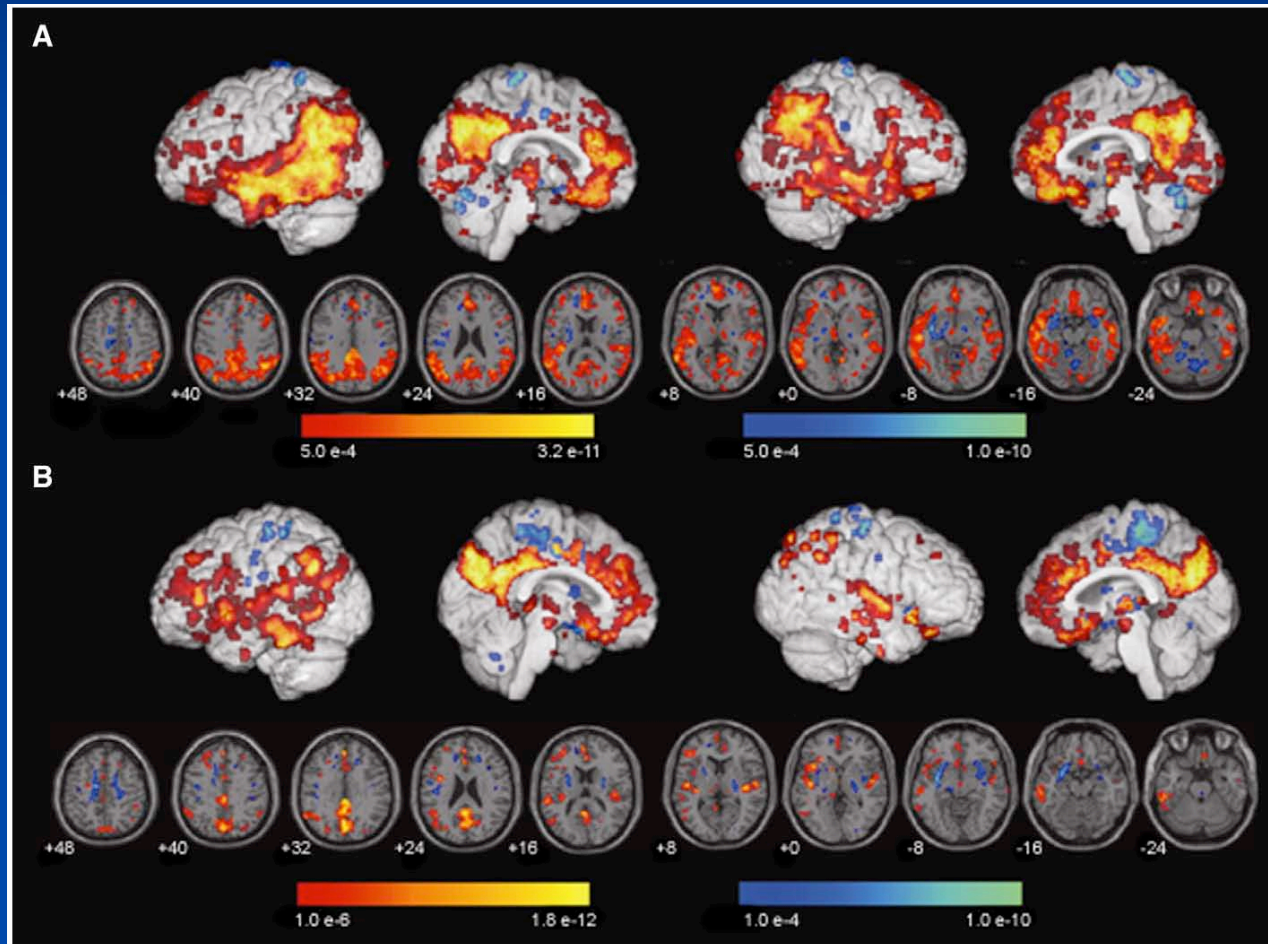 A
+48 +40 +32 +24 +16 +8 +0 -8 -16 -24
5.0 e-4 3.2 e-11 5.0 e-4 1.0 e-10
B
+48 +40 +32 +24 +16 +8 +0 -8 -16 -24
1.0 e-6 1.8 e-12 1.0 e-4 1.0 e-10